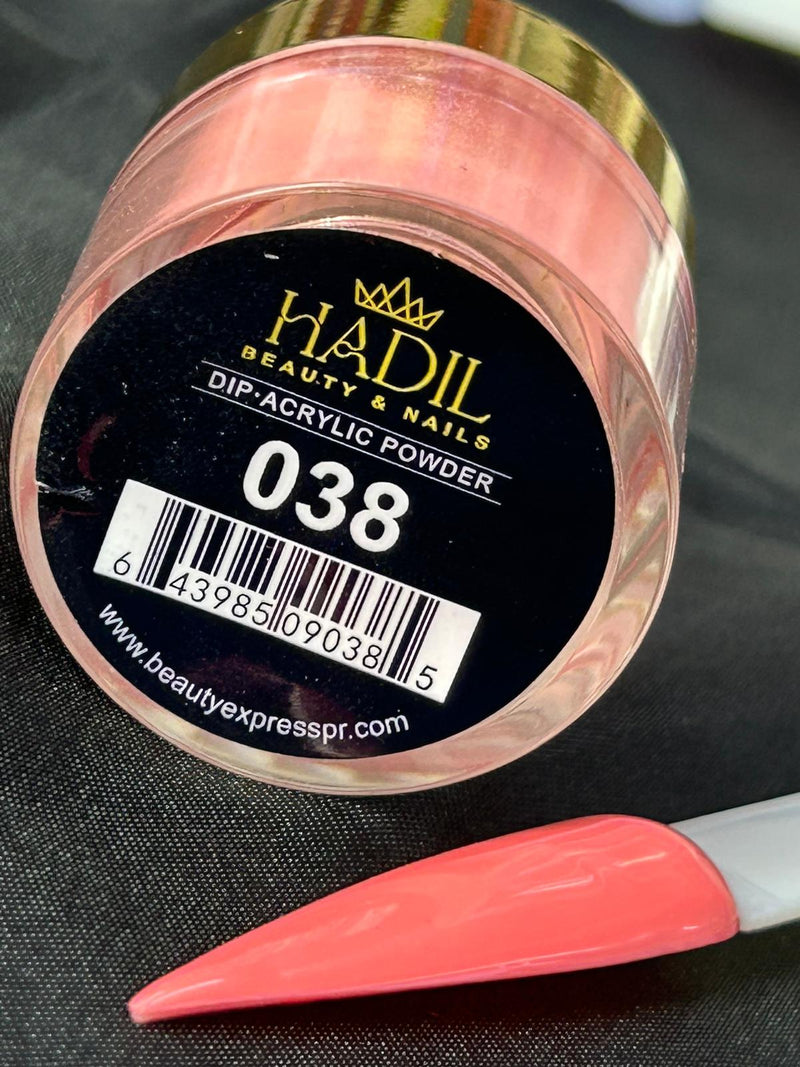 HADIL
BEAUTY & NAILS
DIP·ACRYLIC POWDER
038
6 43985 09038 5
www.beautyexpresspr.com